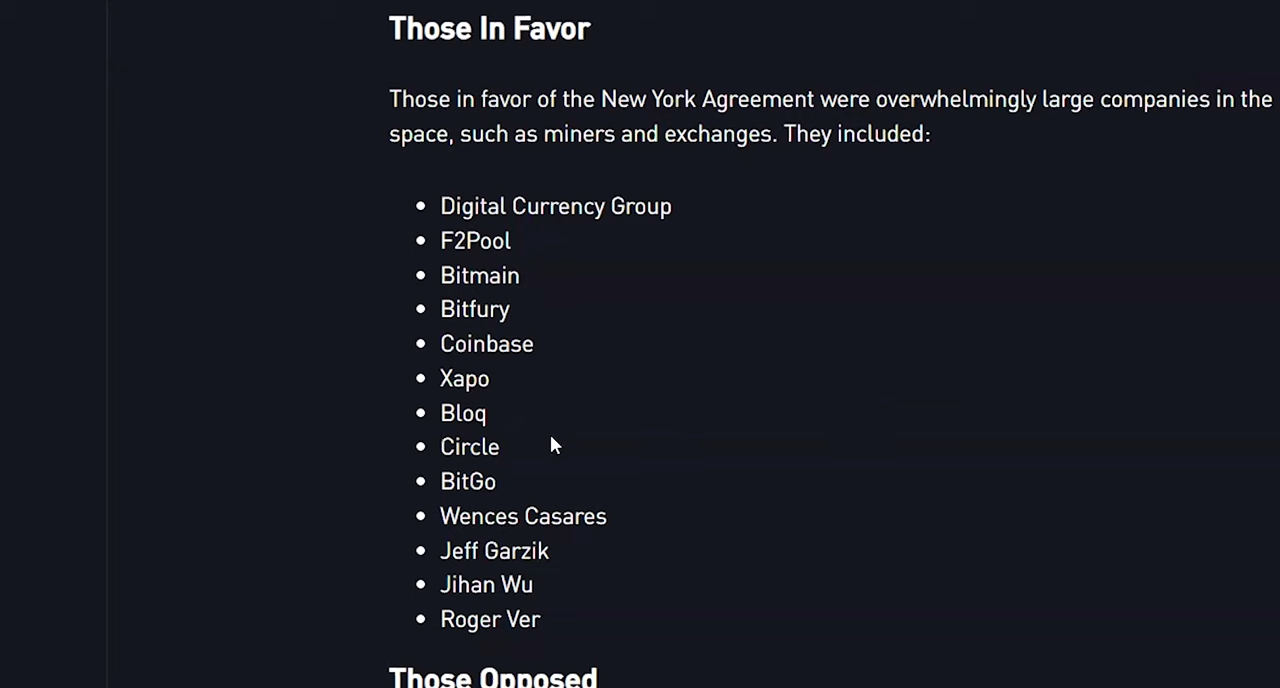 Those In Favor
Those in favor of the New York Agreement were overwhelmingly large companies in the
space, such as miners and exchanges. They included:
• Digital Currency Group
• F2Pool
• Bitmain
• Bitfury
• Coinbase
• Xapo
• Bloq
• Circle
• BitGo
• Wences Casares
• Jeff Garzik
• Jihan Wu
• Roger Ver
Those Opposed